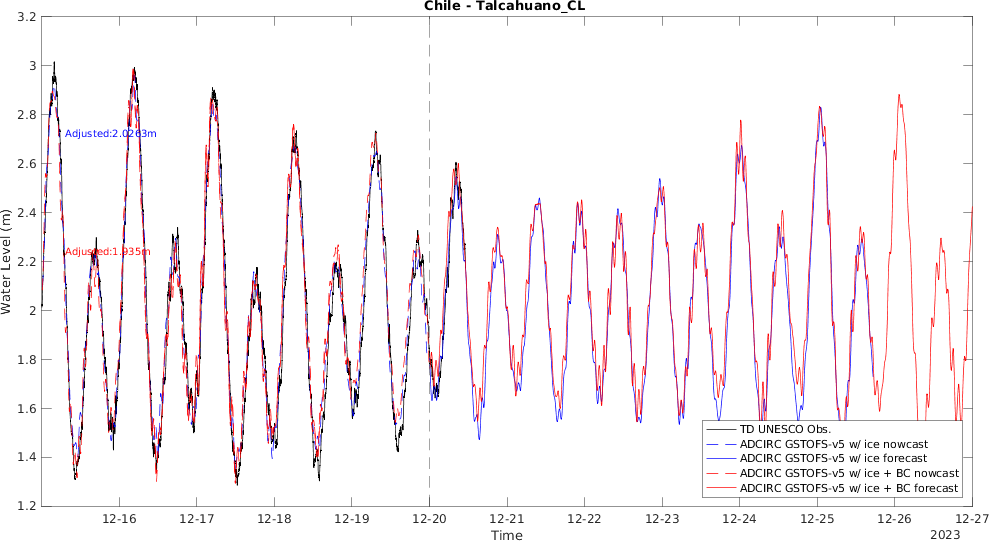 Chile - Talcahuano_CL
3.2
3
2.8
2.6
2.4
2.2
2
1.8
1.6
1.4
1.2
Water Level (m)
Adjusted:2.0263m
Adjusted:1.935m
TD UNESCO Obs.
ADCIRC GSTOFS-v5 w/ ice nowcast
ADCIRC GSTOFS-v5 w/ ice forecast
ADCIRC GSTOFS-v5 w/ ice + BC nowcast
ADCIRC GSTOFS-v5 w/ ice + BC forecast
12-16 12-17 12-18 12-19 12-20 12-21 12-22 12-23 12-24 12-25 12-26 12-27
Time
2023